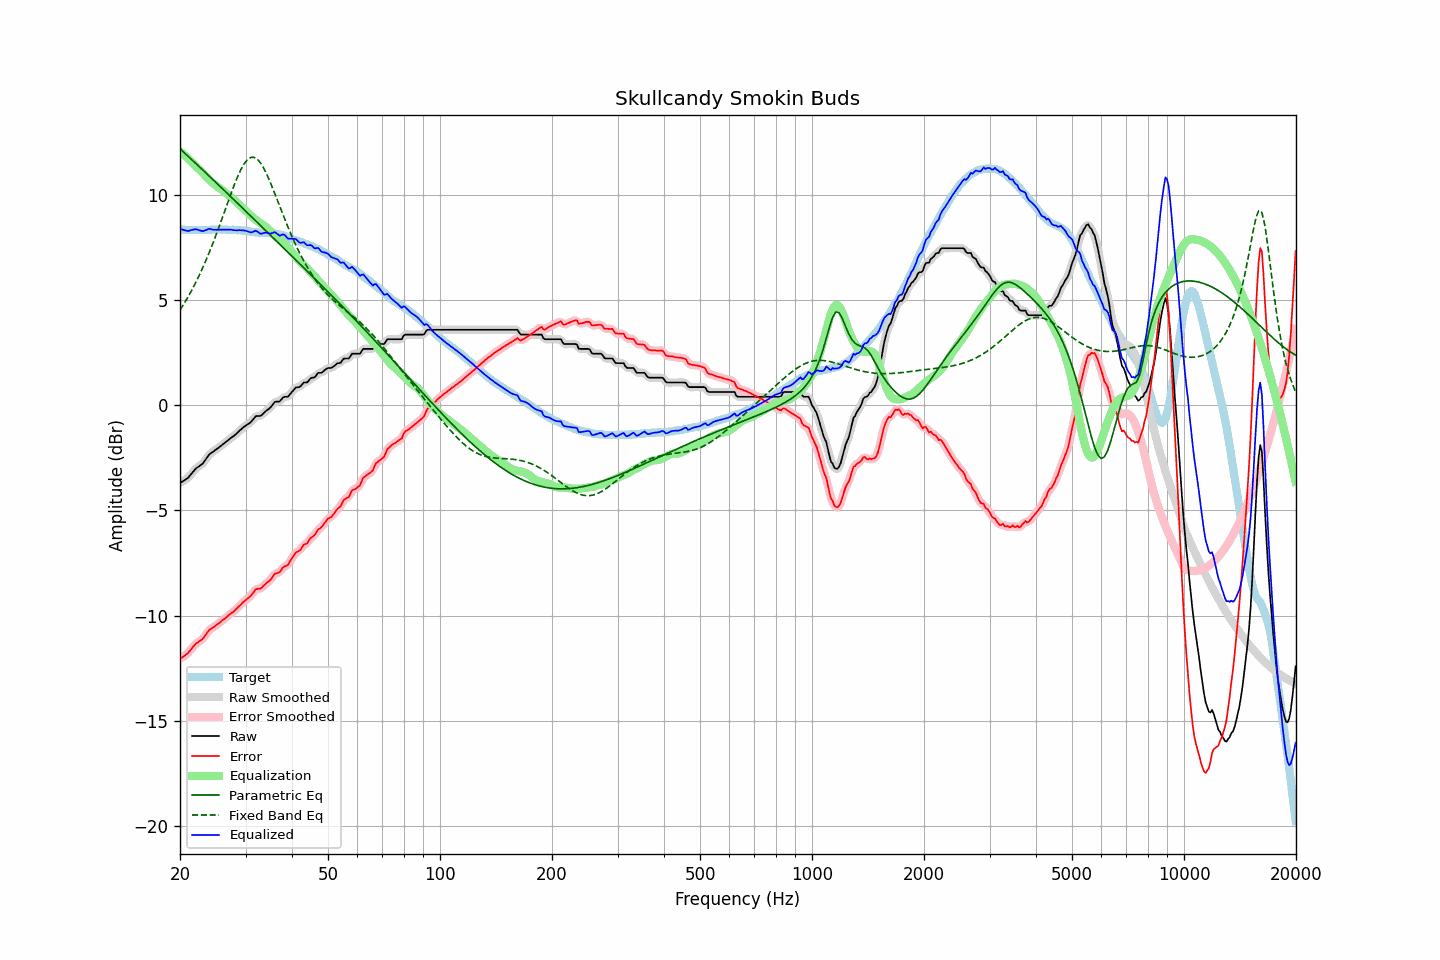 Skullcandy Smokin Buds
Amplitude (dBr)
10
5
0
−5
−10
−15
−20
Target
Raw Smoothed
Error Smoothed
Raw
Error
Equalization
Parametric Eq
Fixed Band Eq
Equalized
20 50 100 200 500 1000 2000 5000 10000 20000
Frequency (Hz)